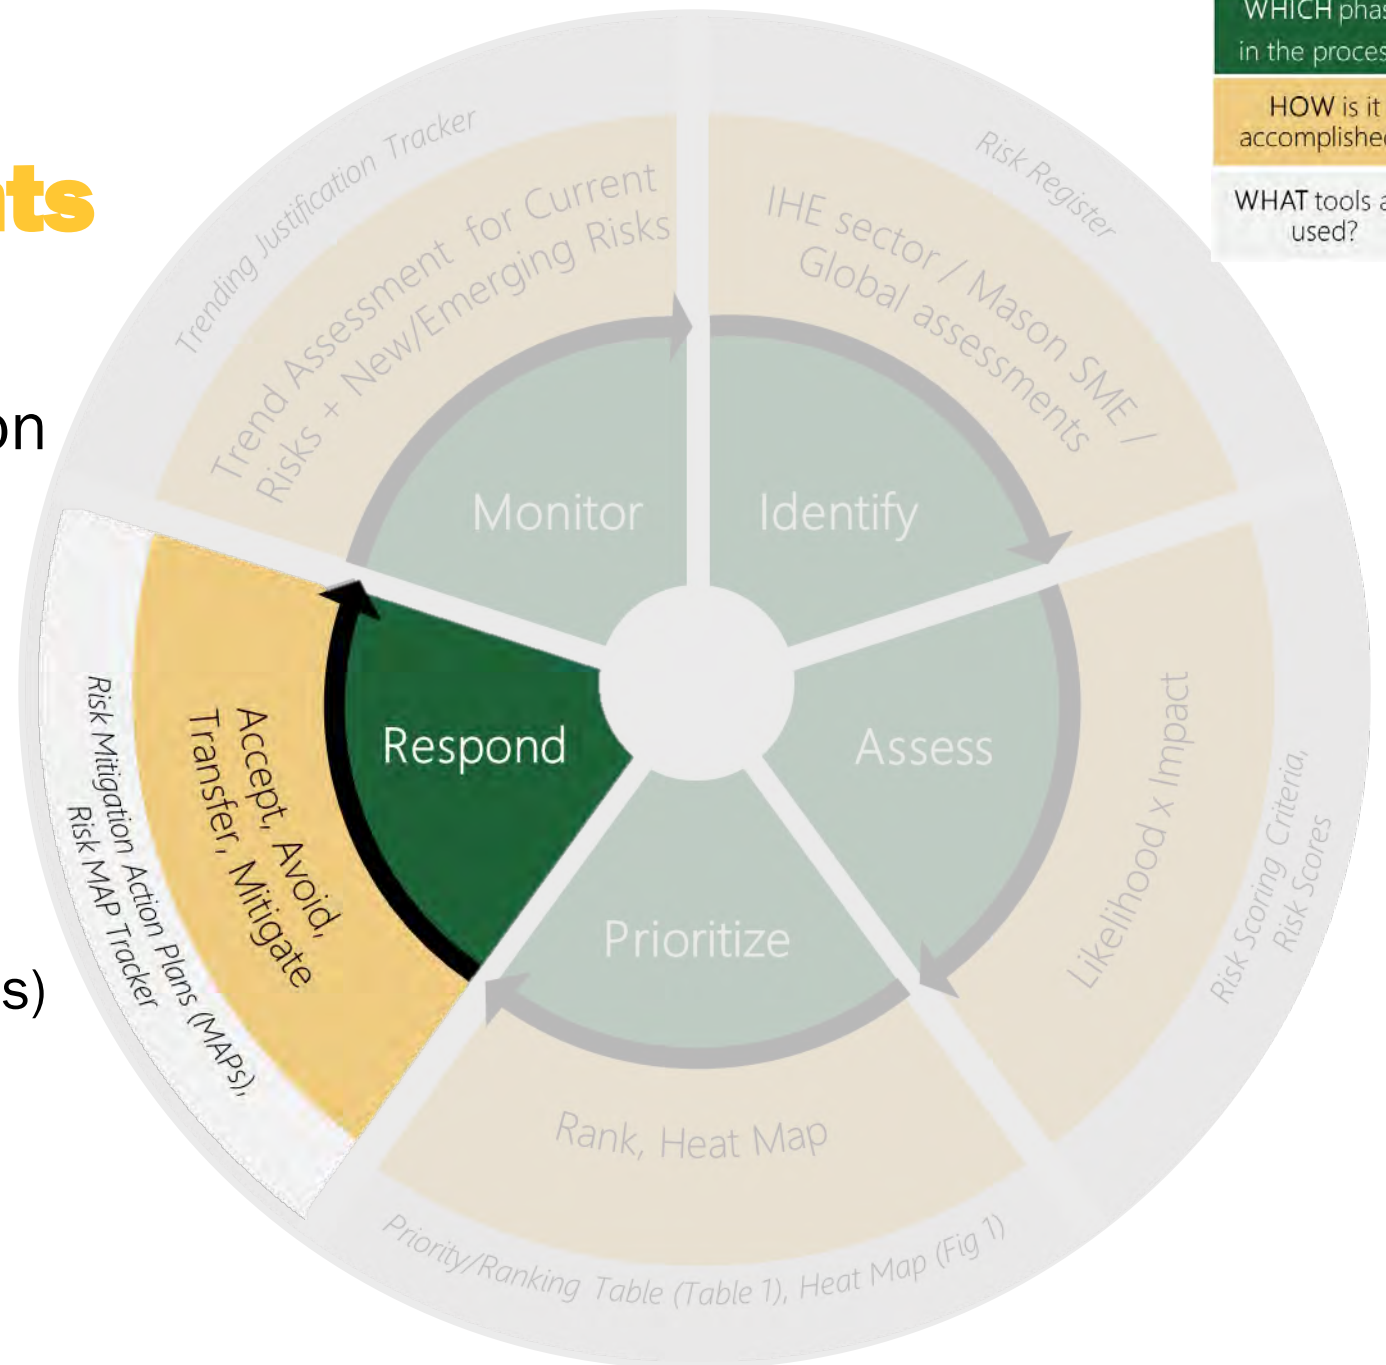 WHICH phas
in the proces
HOW is it
accomplishe
WHAT tools a
used?
nts
on
s)
Trending Justification Tracker
Trend Assessment for Current
Risks + New/Emerging Risks
Monitor
Risk Register
IHE sector / Mason SME /
Global assessments
Identify
Assess
Likelihood x Impact
Risk Scoring Criteria,
Risk Scores
Prioritize
Rank, Heat Map
Priority/Ranking Table (Table 1), Heat Map (Fig 1)
Respond
Accept, Avoid,
Transfer, Mitigate
Risk Mitigation Action Plans (MAPs),
Risk MAP Tracker